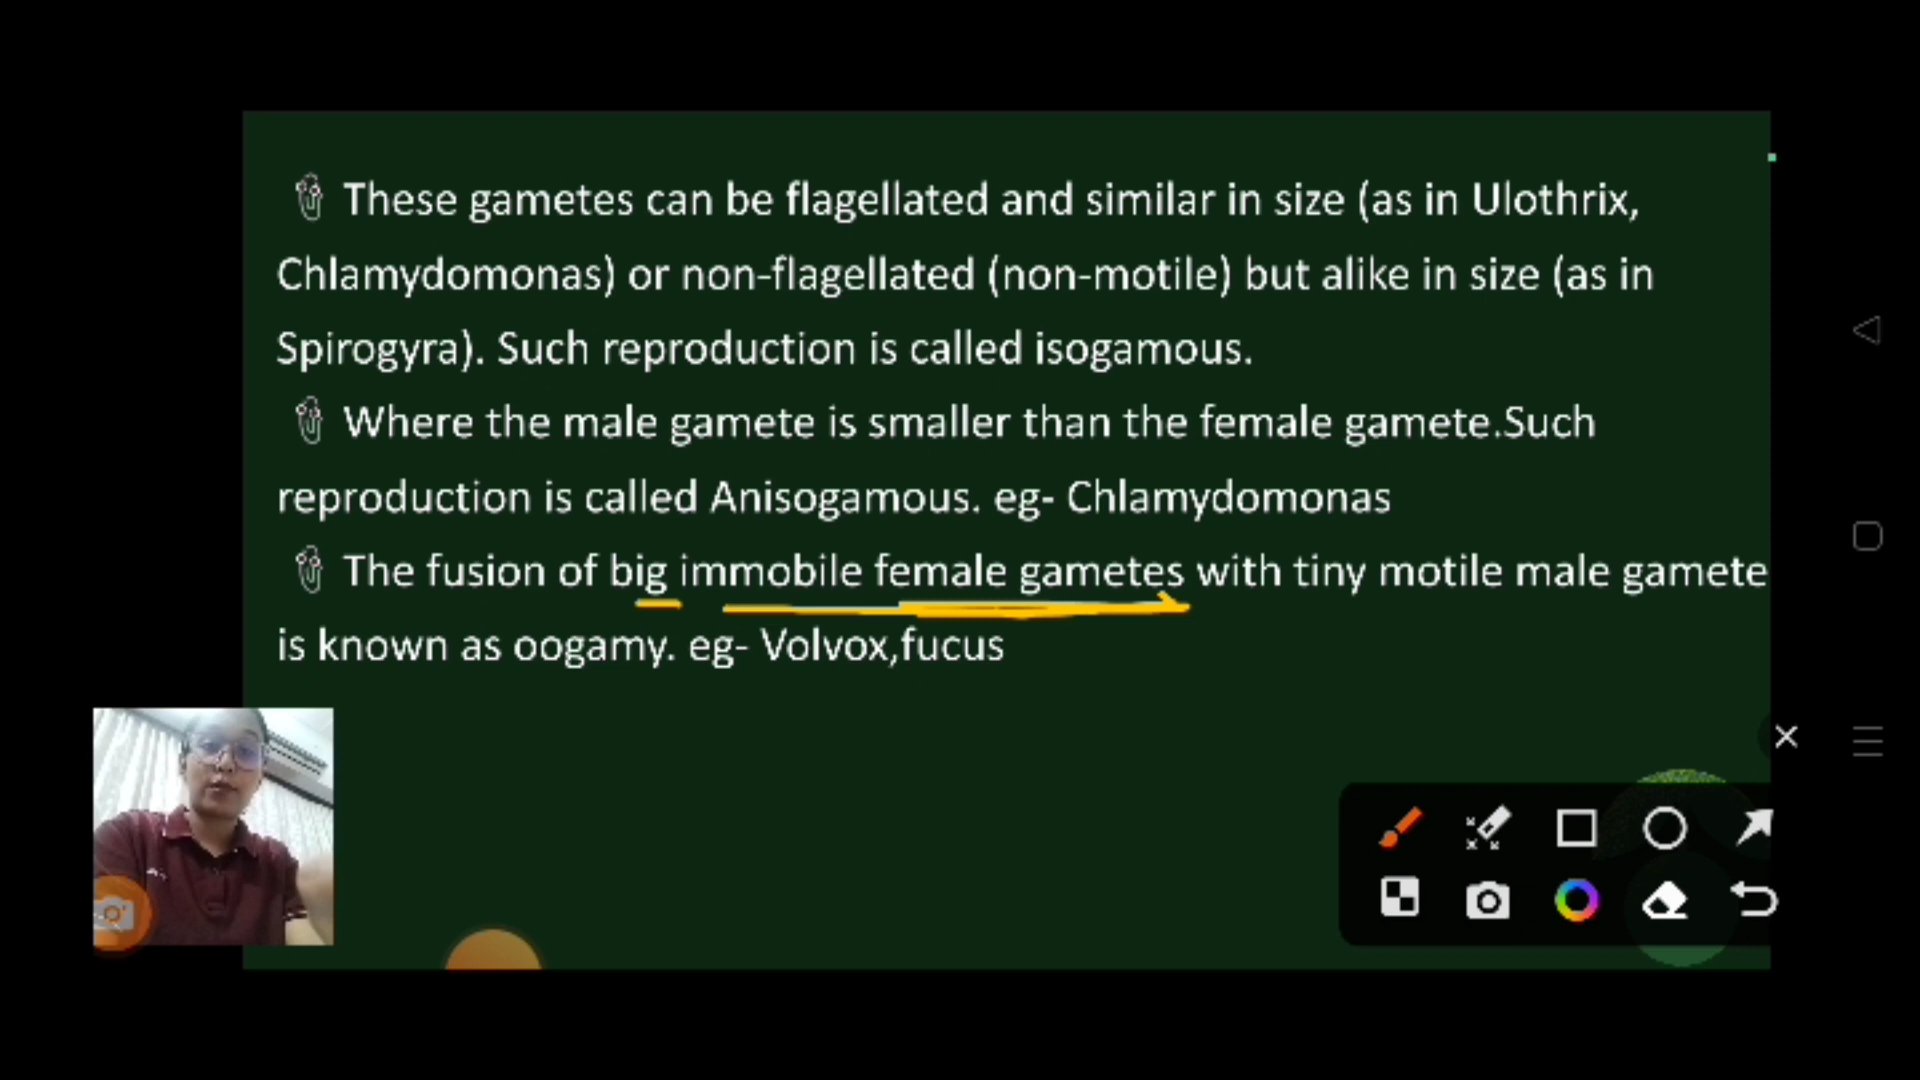 These gametes can be flagellated and similar in size (as in Ulothrix,
Chlamydomonas) or non-flagellated (non-motile) but alike in size (as in
Spirogyra). Such reproduction is called isogamous.
Where the male gamete is smaller than the female gamete.Such
reproduction is called Anisogamous. eg- Chlamydomonas
The fusion of big immobile female gametes with tiny motile male gamete
is known as oogamy. eg- Volvox,fucus